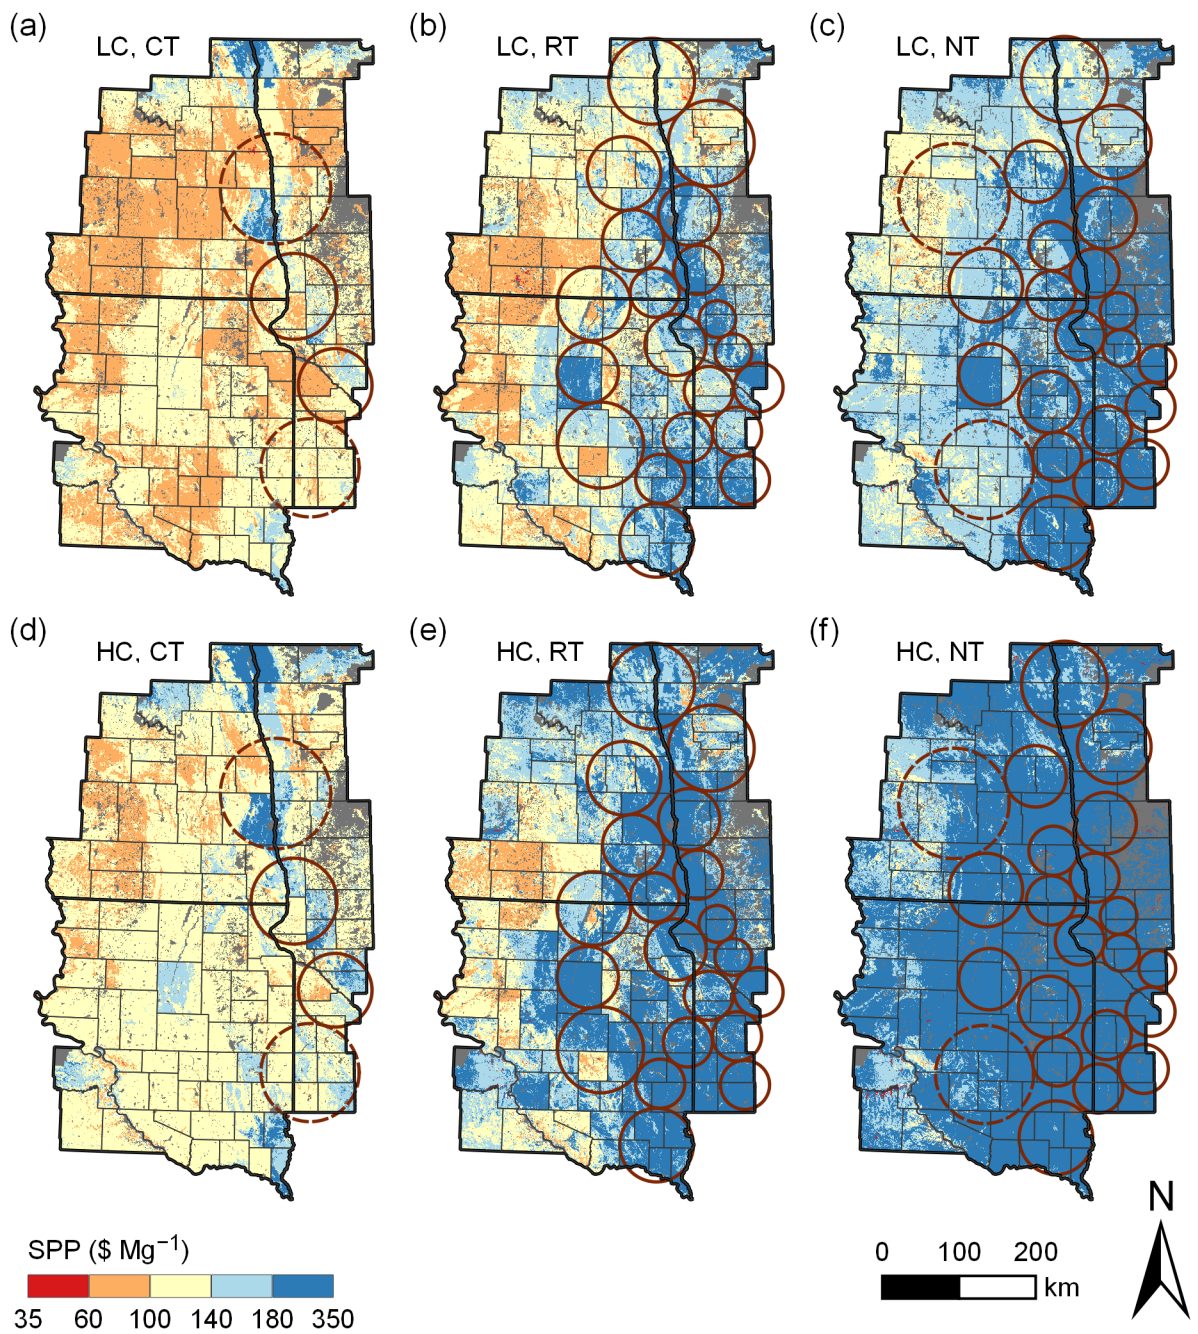 (a)
LC, CT
(b)
LC, RT
(c)
LC, NT
(d)
HC, CT
(e)
HC, RT
(f)
HC, NT
SPP ($ Mg⁻¹)
35 60 100 140 180 350
0 100 200
km
N